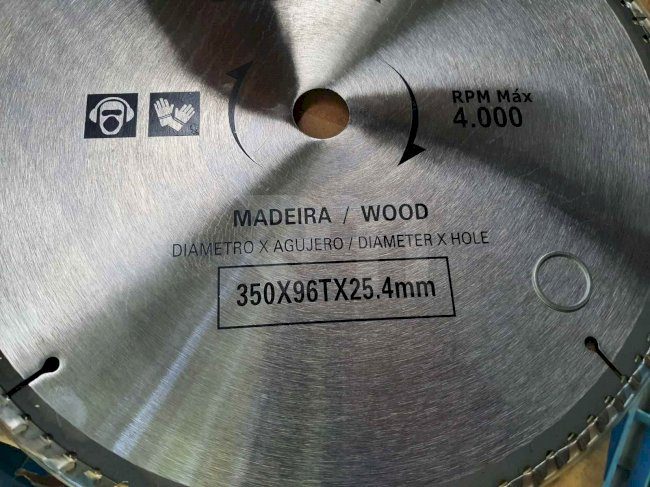 RPM Máx
4.000
MADEIRA / WOOD
DIAMETRO X AGUJERO / DIAMETER X HOLE
350X96TX25.4mm